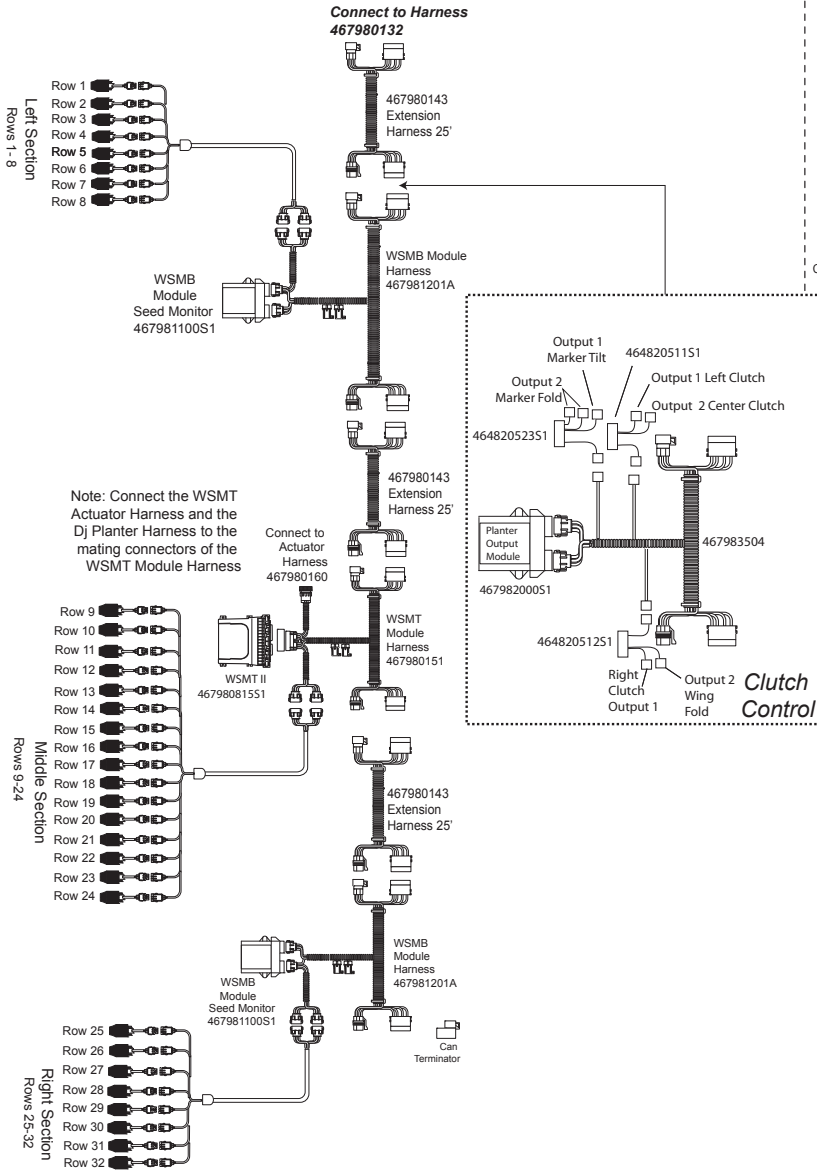 Connect to Harness
467980132
467980143
Extension
Harness 25'
Row 1
Row 2
Row 3
Row 4
Row 5
Row 6
Row 7
Row 8
Left Section
Rows 1- 8
WSMB
Module
Seed Monitor
467981100S1
WSMB Module
Harness
467981201A
467980143
Extension
Harness 25'
Note: Connect the WSMT
Actuator Harness and the
Dj Planter Harness to the
mating connectors of the
WSMT Module Harness
Connect to
Actuator
Harness
467980160
WSMT II
467980815S1
WSMT
Module
Harness
467980151
Row 9
Row 10
Row 11
Row 12
Row 13
Row 14
Row 15
Row 16
Row 17
Row 18
Row 19
Row 20
Row 21
Row 22
Row 23
Row 24
Middle Section
Rows 9-24
467980143
Extension
Harness 25'
WSMB
Module
Seed Monitor
467981100S1
WSMB
Module
Harness
467981201A
Can
Terminator
Row 25
Row 26
Row 27
Row 28
Row 29
Row 30
Row 31
Row 32
Right Section
Rows 25-32
Output 1
Marker Tilt
464820511S1
Output 2
Marker Fold
Output 1 Left Clutch
Output 2 Center Clutch
464820523S1
Planter
Output
Module
467982000S1
467983504
464820512S1
Right
Clutch
Output 1
Output 2
Wing
Fold
Clutch
Control